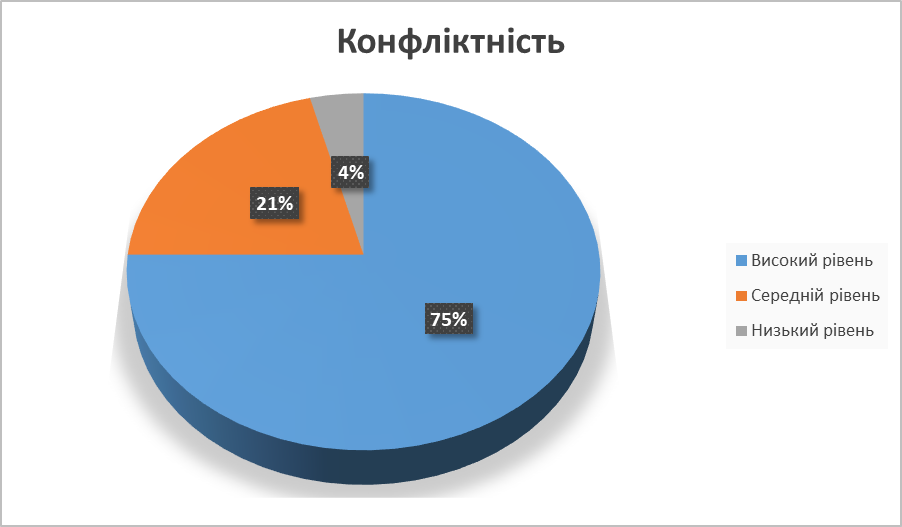 Конфліктність
4%
21%
75%
Високий рівень
Середній рівень
Низький рівень